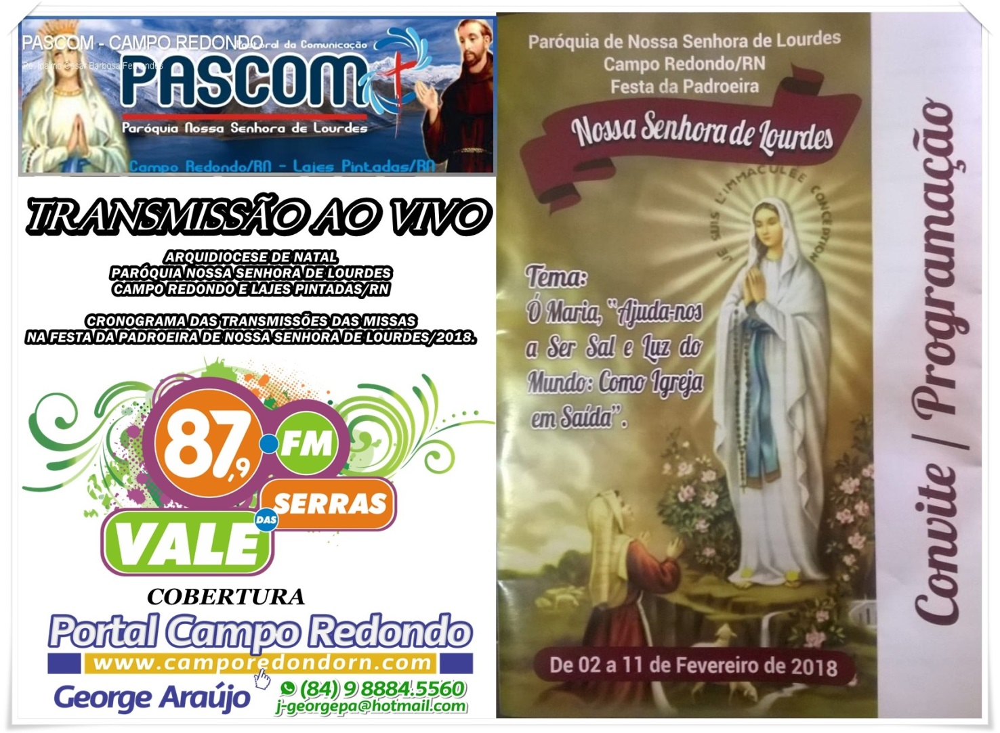 PASCOM - CAMPO REDONDO
Pastoral da Comunicação
PASCOM
Paróquia Nossa Senhora de Lourdes
Campo Redondo/RN - Lajes Pintadas/RN
TRANSMISSÃO AO VIVO
ARQUIDIOCESE DE NATAL
PARÓQUIA NOSSA SENHORA DE LOURDES
CAMPO REDONDO E LAJES PINTADAS/RN
CRONOGRAMA DAS TRANSMISSÕES DAS MISSAS
NA FESTA DA PADROEIRA DE NOSSA SENHORA DE LOURDES/2018.
87,9 FM
VALE DAS SERRAS
COBERTURA
Portal Campo Redondo
www.camporedondorn.com
George Araújo
(84) 9 8884.5560
j-georgepa@hotmail.com
Paróquia de Nossa Senhora de Lourdes
Campo Redondo/RN
Festa da Padroeira
Nossa Senhora de Lourdes
JE SUIS L'IMMACULÉE CONCEPTION
Tema:
Ó Maria, "Ajuda-nos
a Ser Sal e Luz do
Mundo: Como Igreja
em Saída".
De 02 a 11 de Fevereiro de 2018
Convite | Programação